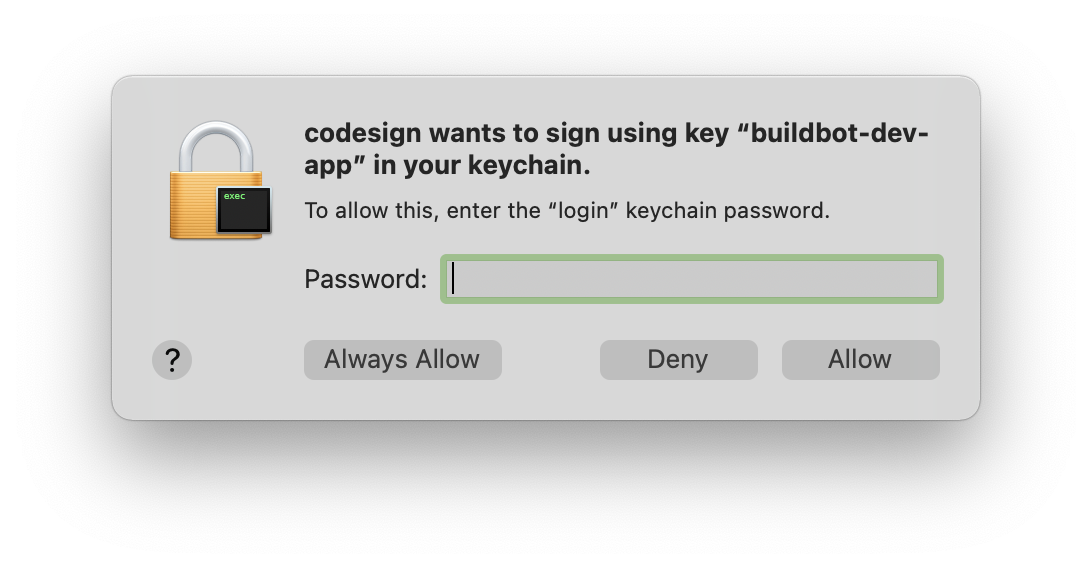 codesign wants to sign using key “buildbot-dev-
app” in your keychain.
exec
To allow this, enter the “login” keychain password.
Password:
?
Always Allow
Deny
Allow